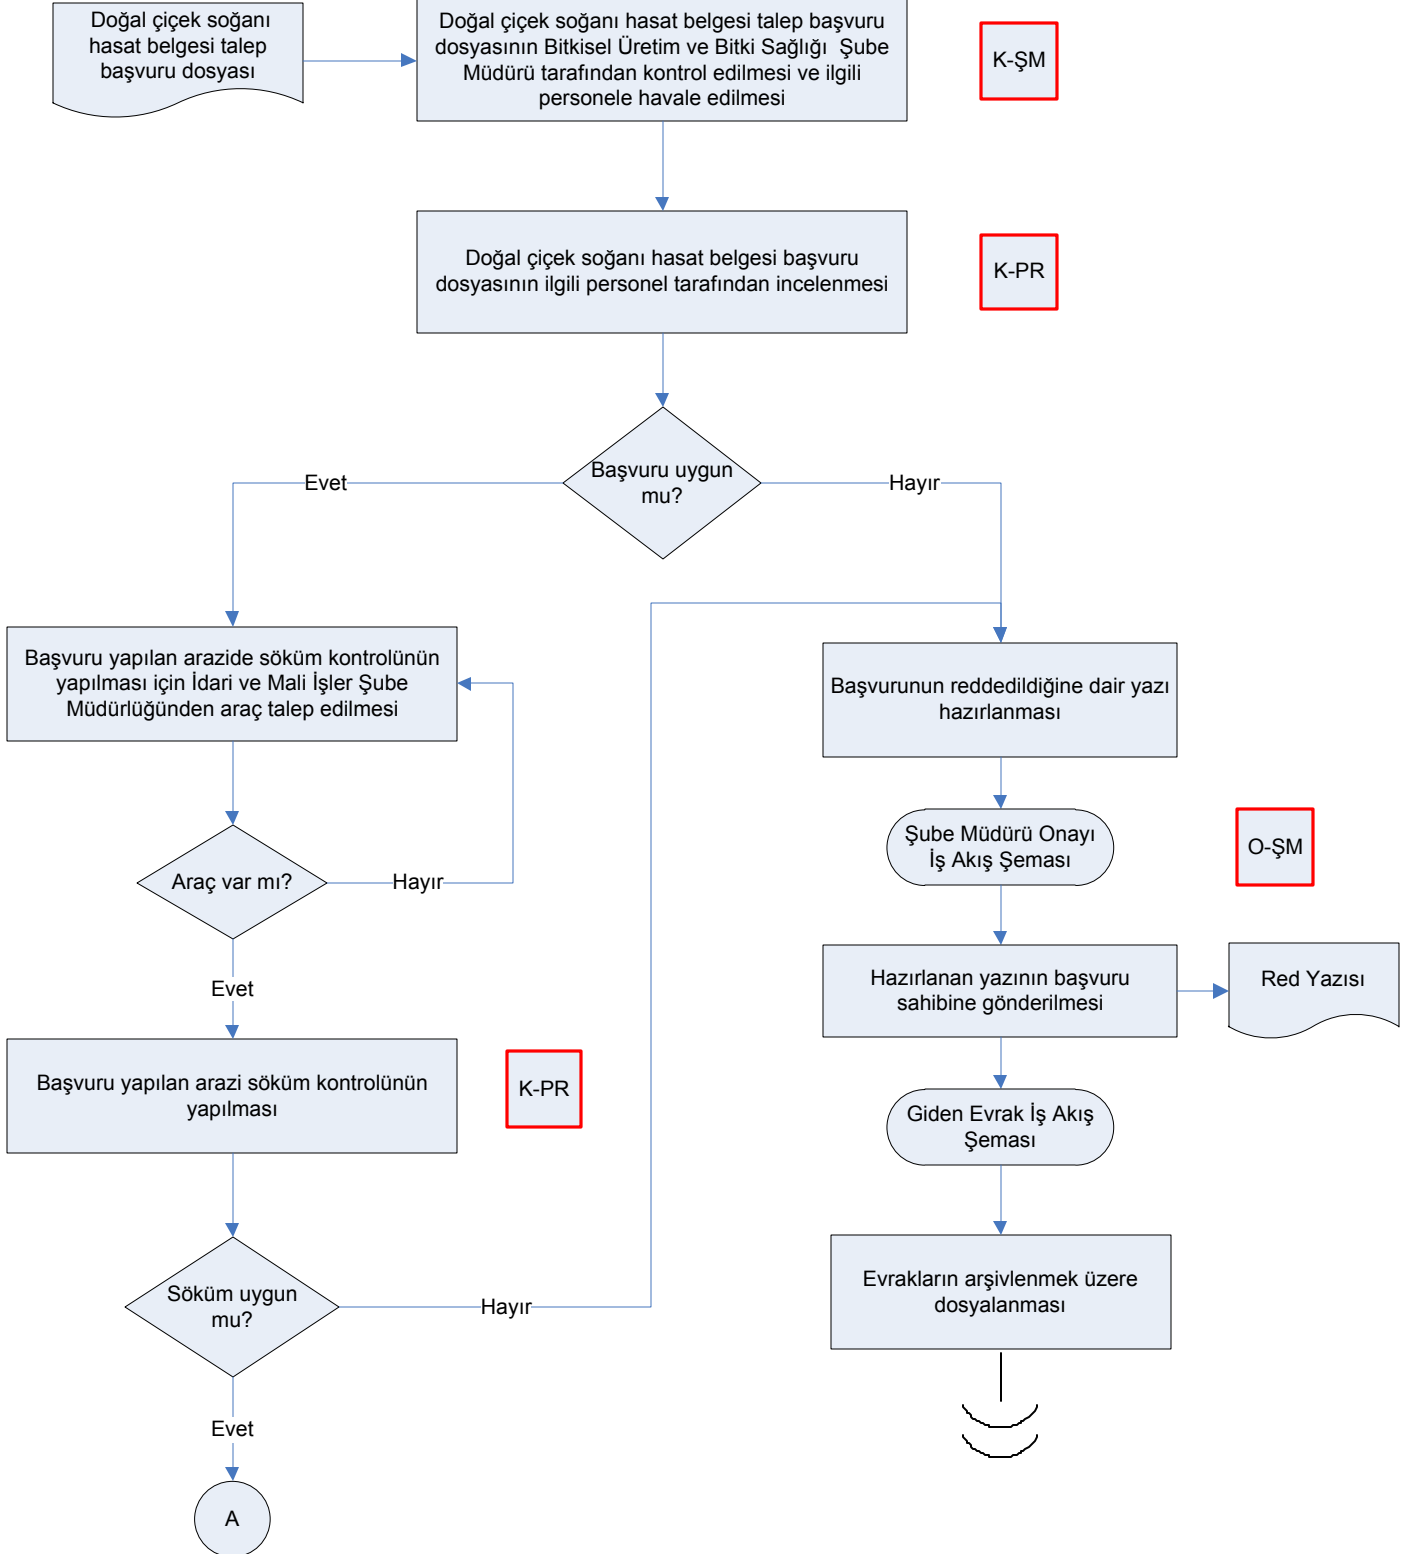 Doğal çiçek soğanı
hasat belgesi talep
başvuru dosyası
Doğal çiçek soğanı hasat belgesi talep başvuru
dosyasının Bitkisel Üretim ve Bitki Sağlığı Şube
Müdürü tarafından kontrol edilmesi ve ilgili
personele havale edilmesi
K-ŞM
Doğal çiçek soğanı hasat belgesi başvuru
dosyasının ilgili personel tarafından incelenmesi
K-PR
Başvuru uygun
mu?
Evet
Hayır
Başvuru yapılan arazide söküm kontrolünün
yapılması için İdari ve Mali İşler Şube
Müdürlüğünden araç talep edilmesi
Başvurunun reddedildiğine dair yazı
hazırlanması
Araç var mı?
Hayır
Şube Müdürü Onayı
İş Akış Şeması
O-ŞM
Evet
Hazırlanan yazının başvuru
sahibine gönderilmesi
Red Yazısı
Başvuru yapılan arazi söküm kontrolünün
yapılması
K-PR
Giden Evrak İş Akış
Şeması
Söküm uygun
mu?
Hayır
Evrakların arşivlenmek üzere
dosyalanması
Evet
A